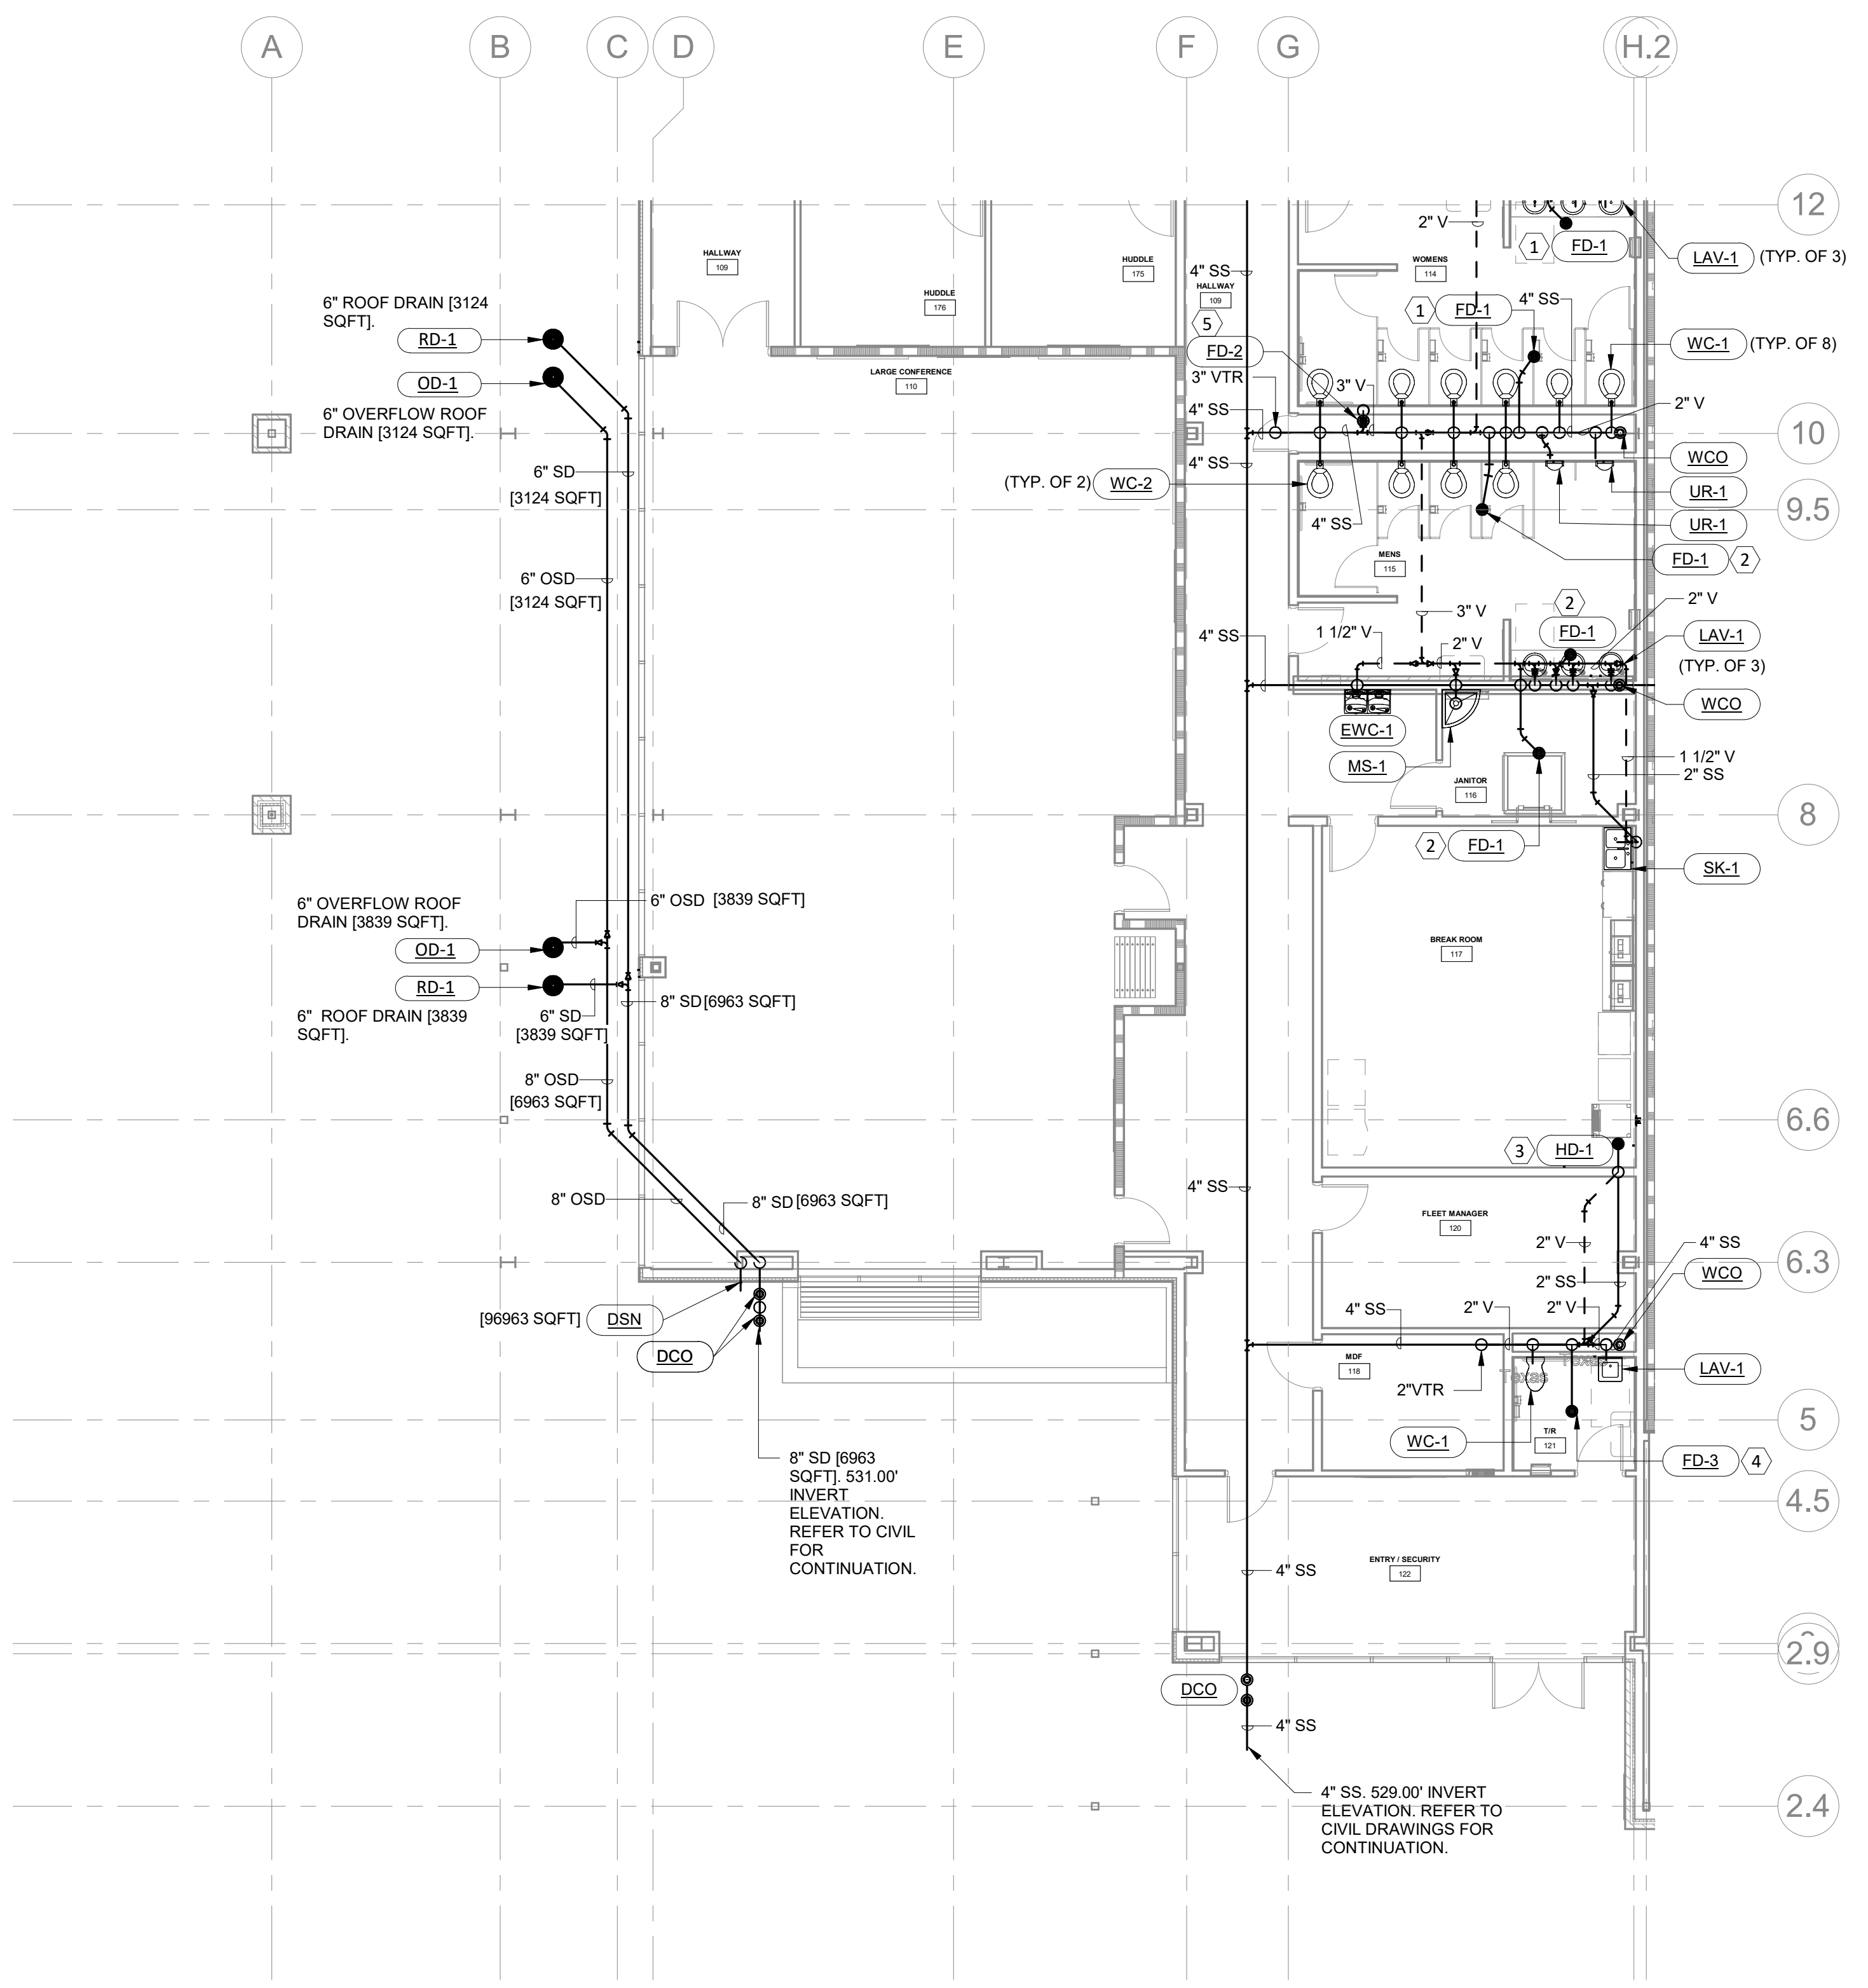 A
B
C
D
E
F
G
H.2
12
10
9.5
8
6.6
6.3
5
4.5
2.9
2.4
HALLWAY
109
HUDDLE
176
HUDDLE
175
HALLWAY
109
5
FD-2
3" VTR
4" SS
4" SS
4" SS
3" V
2" V
WOMENS
114
1
FD-1
1
FD-1
4" SS
LAV-1
(TYP. OF 3)
WC-1
(TYP. OF 8)
2" V
WCO
UR-1
UR-1
FD-1
2
6" ROOF DRAIN [3124
SQFT].
RD-1
OD-1
6" OVERFLOW ROOF
DRAIN [3124 SQFT].
6" SD
[3124 SQFT]
6" OSD
[3124 SQFT]
LARGE CONFERENCE
110
(TYP. OF 2)
WC-2
4" SS
MENS
115
3" V
2
FD-1
2" V
LAV-1
(TYP. OF 3)
4" SS
1 1/2" V
2" V
WCO
EWC-1
MS-1
JANITOR
116
1 1/2" V
2" SS
2
FD-1
SK-1
6" OVERFLOW ROOF
DRAIN [3839 SQFT].
OD-1
6" OSD
[3839 SQFT]
RD-1
6" ROOF DRAIN [3839
SQFT].
6" SD
[3839 SQFT]
8" SD
[6963 SQFT]
8" OSD
[6963 SQFT]
BREAK ROOM
117
3
HD-1
8" OSD
8" SD
[6963 SQFT]
4" SS
FLEET MANAGER
120
2" V
2" SS
4" SS
WCO
[96963 SQFT]
DSN
DCO
4" SS
2" V
2" V
MDF
118
2"VTR
Texas
Texas
LAV-1
WC-1
T/R
121
FD-3
4
8" SD [6963
SQFT]. 531.00'
INVERT
ELEVATION.
REFER TO CIVIL
FOR
CONTINUATION.
ENTRY / SECURITY
122
4" SS
DCO
4" SS
4" SS. 529.00' INVERT
ELEVATION. REFER TO
CIVIL DRAWINGS FOR
CONTINUATION.